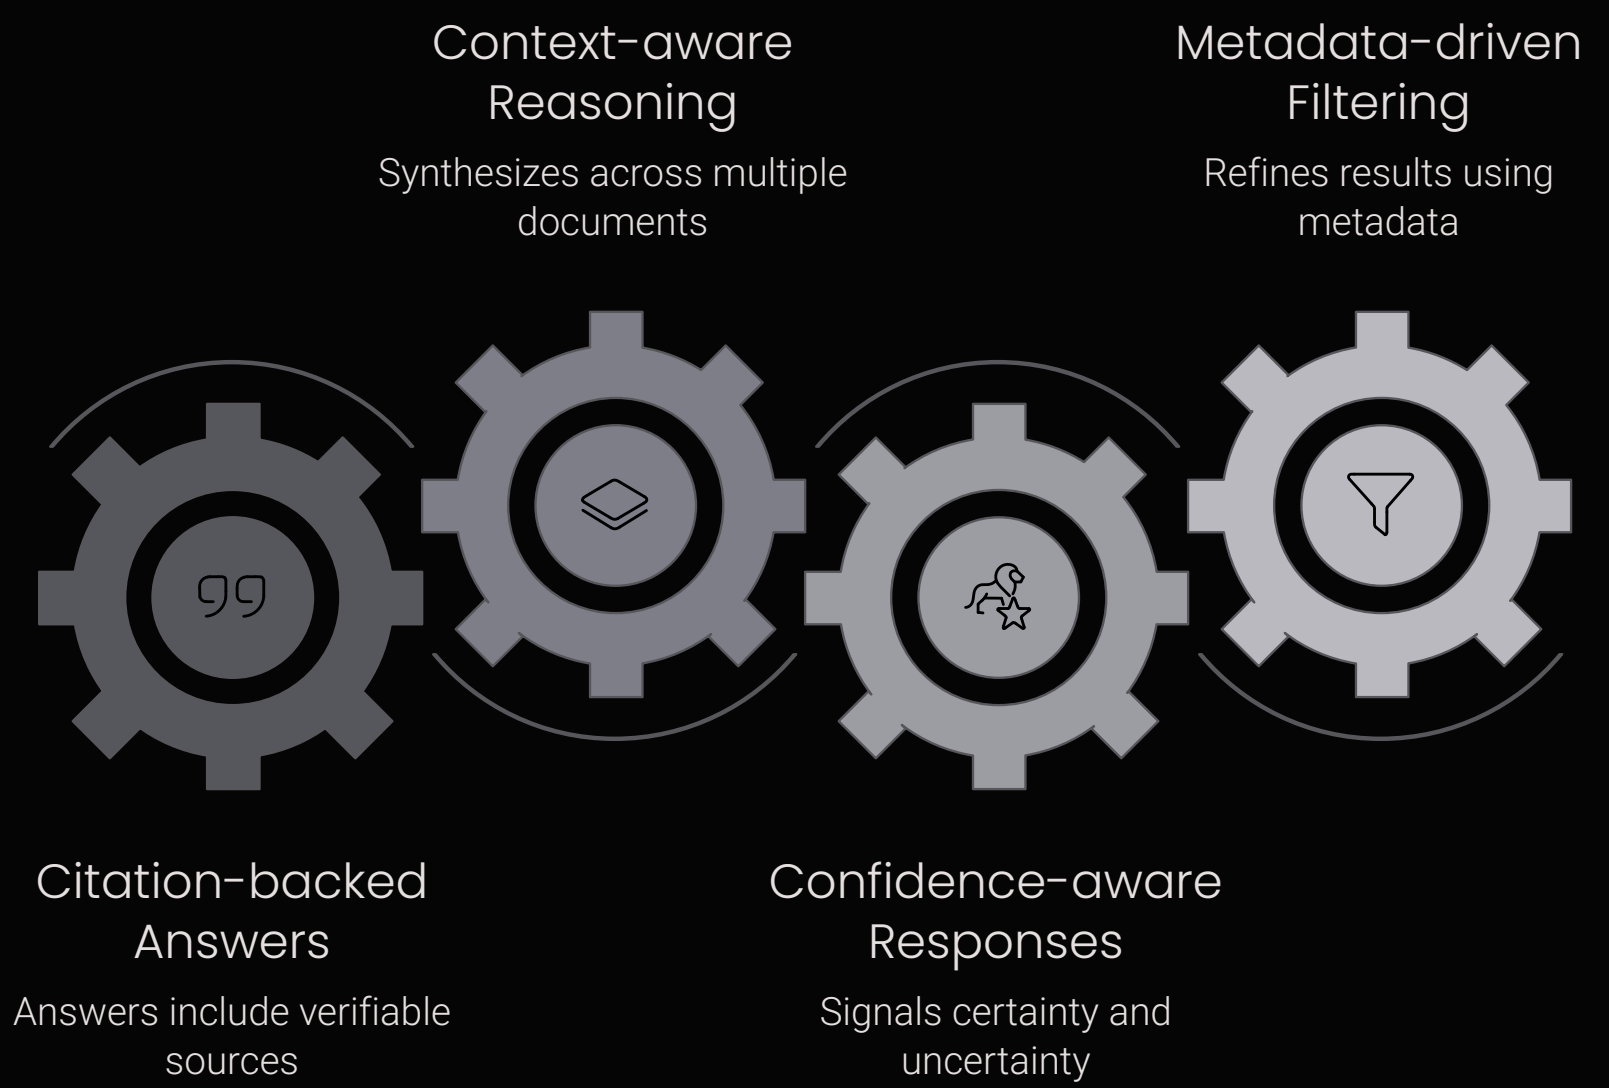 Context-aware
Reasoning
Synthesizes across multiple
documents
Metadata-driven
Filtering
Refines results using
metadata
Citation-backed
Answers
Answers include verifiable
sources
Confidence-aware
Responses
Signals certainty and
uncertainty